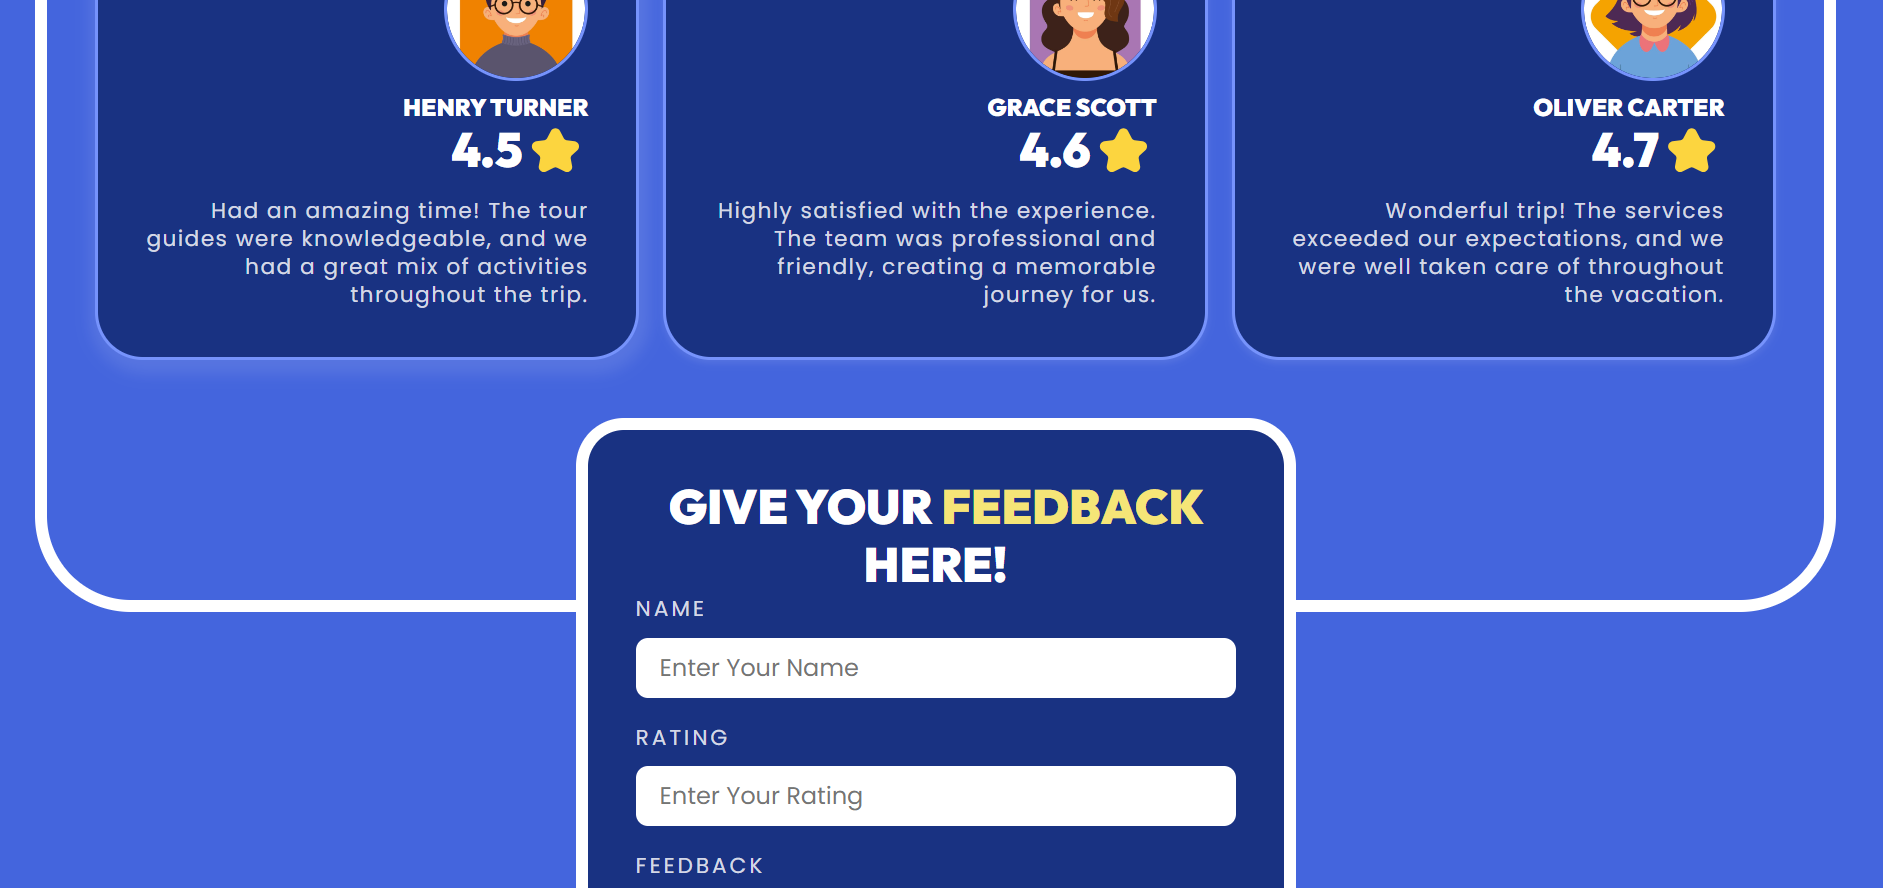 HENRY TURNER
4.5
Had an amazing time! The tour
guides were knowledgeable, and we
had a great mix of activities
throughout the trip.
GRACE SCOTT
4.6
Highly satisfied with the experience.
The team was professional and
friendly, creating a memorable
journey for us.
OLIVER CARTER
4.7
Wonderful trip! The services
exceeded our expectations, and we
were well taken care of throughout
the vacation.
GIVE YOUR FEEDBACK
HERE!
NAME
Enter Your Name
RATING
Enter Your Rating
FEEDBACK